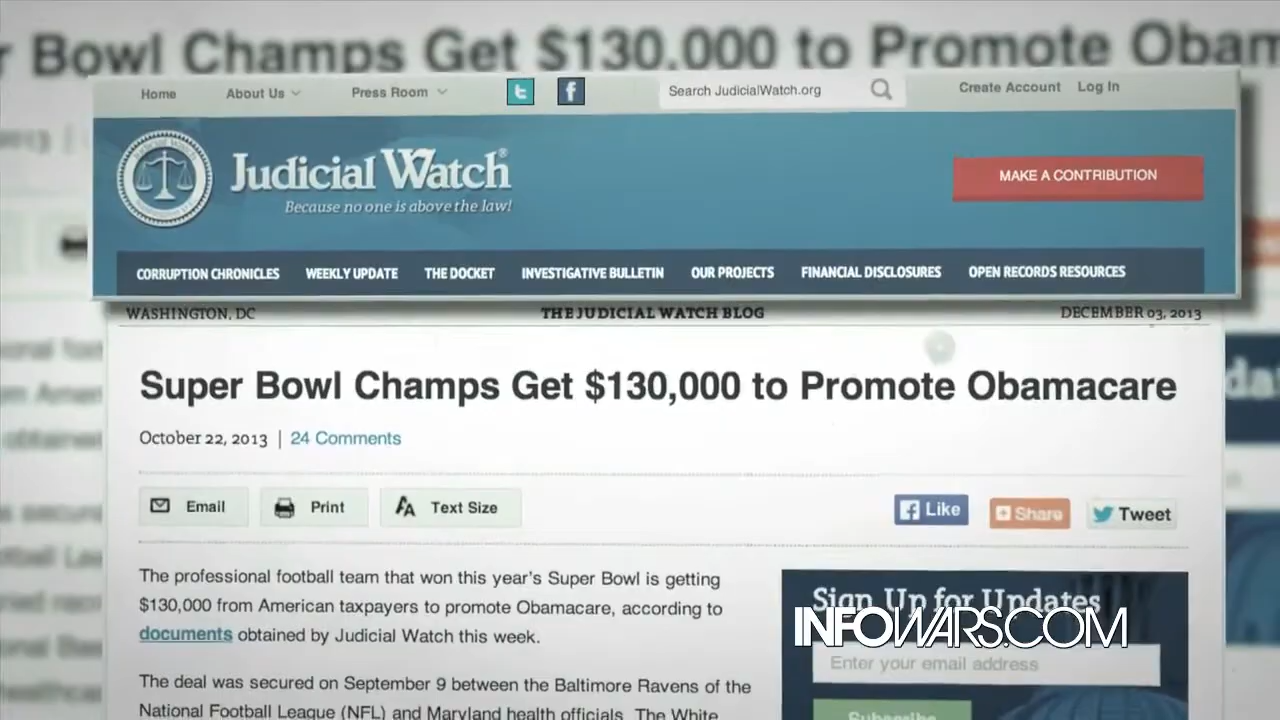 r Bowl Champs Get $130,000 to Promote Obam
Home About Us Press Room Search JudicialWatch.org Create Account Log In
Judicial Watch®
Because no one is above the law!
MAKE A CONTRIBUTION
CORRUPTION CHRONICLES WEEKLY UPDATE THE DOCKET INVESTIGATIVE BULLETIN OUR PROJECTS FINANCIAL DISCLOSURES OPEN RECORDS RESOURCES
WASHINGTON, DC THE JUDICIAL WATCH BLOG DECEMBER 03, 2013
Super Bowl Champs Get $130,000 to Promote Obamacare
October 22, 2013 | 24 Comments
Email Print Text Size Like Share Tweet
The professional football team that won this year's Super Bowl is getting
$130,000 from American taxpayers to promote Obamacare, according to
documents obtained by Judicial Watch this week.
The deal was secured on September 9 between the Baltimore Ravens of the
National Football League (NFL) and Maryland health officials. The White
Sign Up for Updates
INFOWARS.COM
Enter your email address
Subscribe